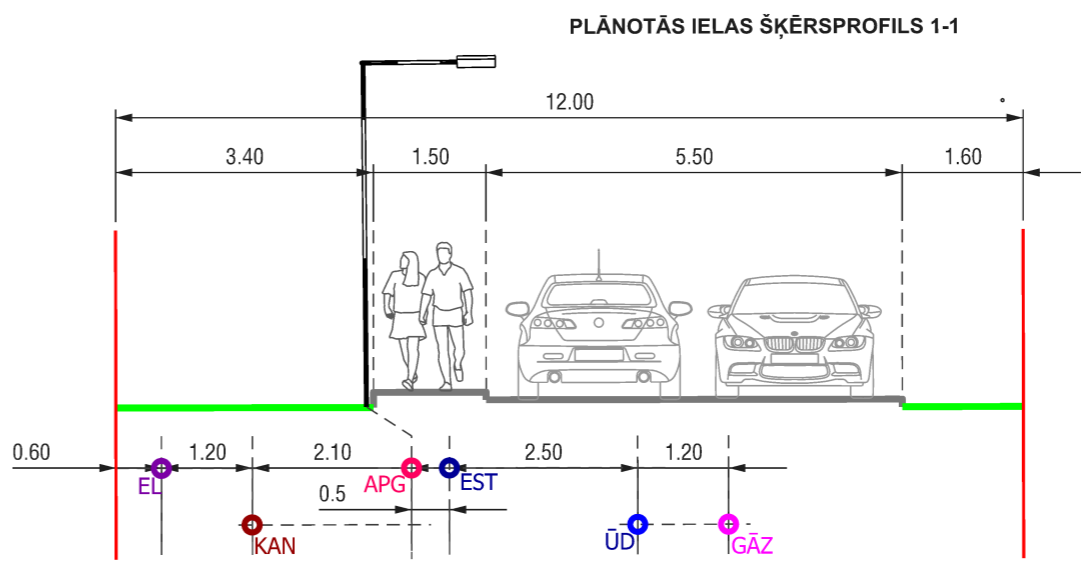 PLĀNOTĀS IELAS ŠĶĒRSPROFILS 1-1
12.00
3.40 1.50 5.50 1.60
0.60 1.20 2.10 2.50 1.20
EL APG EST
0.5
KAN ŪD GĀZ